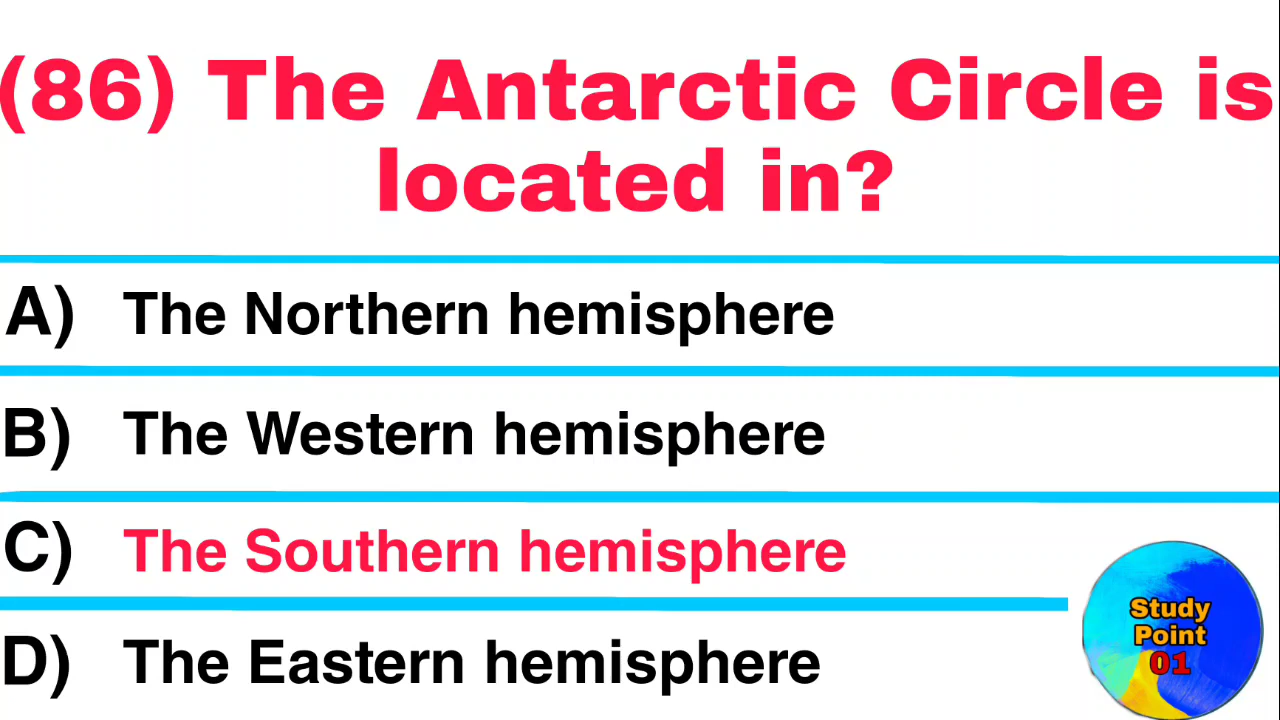 (86) The Antarctic Circle is
located in?
A) The Northern hemisphere
B) The Western hemisphere
C) The Southern hemisphere
D) The Eastern hemisphere
Study
Point
01